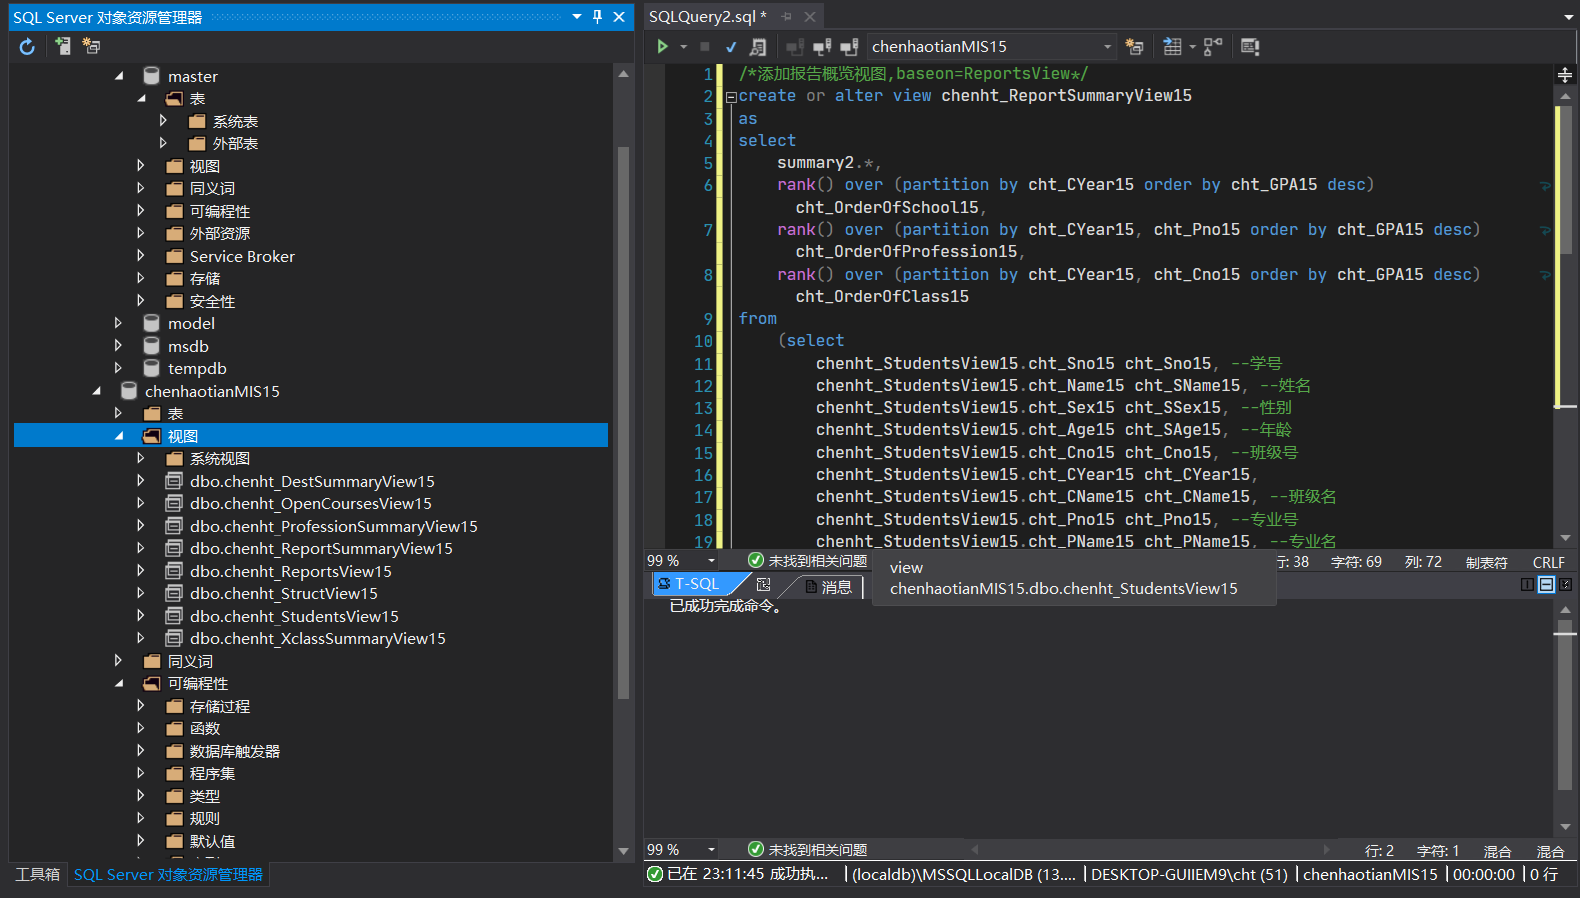 SQL Server 对象资源管理器
master
表
系统表
外部表
视图
同义词
可编程性
外部资源
Service Broker
存储
安全性
model
msdb
tempdb
chenhaotianMIS15
表
视图
系统视图
dbo.chenht_DestSummaryView15
dbo.chenht_OpenCoursesView15
dbo.chenht_ProfessionSummaryView15
dbo.chenht_ReportSummaryView15
dbo.chenht_ReportsView15
dbo.chenht_StructView15
dbo.chenht_StudentsView15
dbo.chenht_XclassSummaryView15
同义词
可编程性
存储过程
函数
数据库触发器
程序集
类型
规则
默认值
工具箱 SQL Server 对象资源管理器
SQLQuery2.sql *
chenhaotianMIS15
1 /*添加报告概览视图,baseon=ReportsView*/
2 create or alter view chenht_ReportSummaryView15
3 as
4 select
5 summary2.*,
6 rank() over (partition by cht_CYear15 order by cht_GPA15 desc)
cht_OrderOfSchool15,
7 rank() over (partition by cht_CYear15, cht_Pno15 order by cht_GPA15 desc)
cht_OrderOfProfession15,
8 rank() over (partition by cht_CYear15, cht_Cno15 order by cht_GPA15 desc)
cht_OrderOfClass15
9 from
10 (select
11 chenht_StudentsView15.cht_Sno15 cht_Sno15, --学号
12 chenht_StudentsView15.cht_Name15 cht_SName15, --姓名
13 chenht_StudentsView15.cht_Sex15 cht_SSex15, --性别
14 chenht_StudentsView15.cht_Age15 cht_SAge15, --年龄
15 chenht_StudentsView15.cht_Cno15 cht_Cno15, --班级号
16 chenht_StudentsView15.cht_CYear15 cht_CYear15,
17 chenht_StudentsView15.cht_CName15 cht_CName15, --班级名
18 chenht_StudentsView15.cht_Pno15 cht_Pno15, --专业号
19 chenht_StudentsView15.cht_PName15 cht_PName15, --专业名
99 % 未找到相关问题 行: 38 字符: 69 列: 72 制表符 CRLF
view
chenhaotianMIS15.dbo.chenht_StudentsView15
T-SQL 消息
已成功完成命令。
99 % 未找到相关问题 行: 2 字符: 1 混合 混合
已在 23:11:45 成功执... (localdb)\MSSQLLocalDB (13.... DESKTOP-GUIIEM9\cht (51) chenhaotianMIS15 00:00:00 0 行